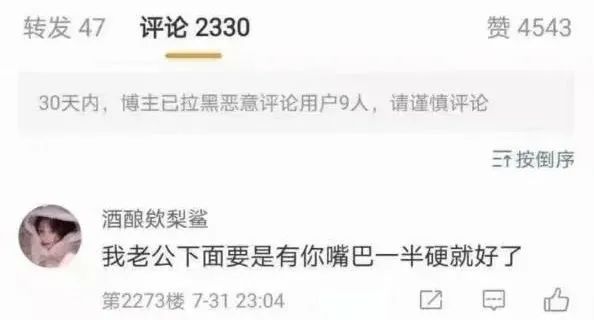 转发 47 评论 2330 赞 4543
30天内，博主已拉黑恶意评论用户9人，请谨慎评论
按倒序
酒酿欸梨鲨
我老公下面要是有你嘴巴一半硬就好了
第2273楼 7-31 23:04